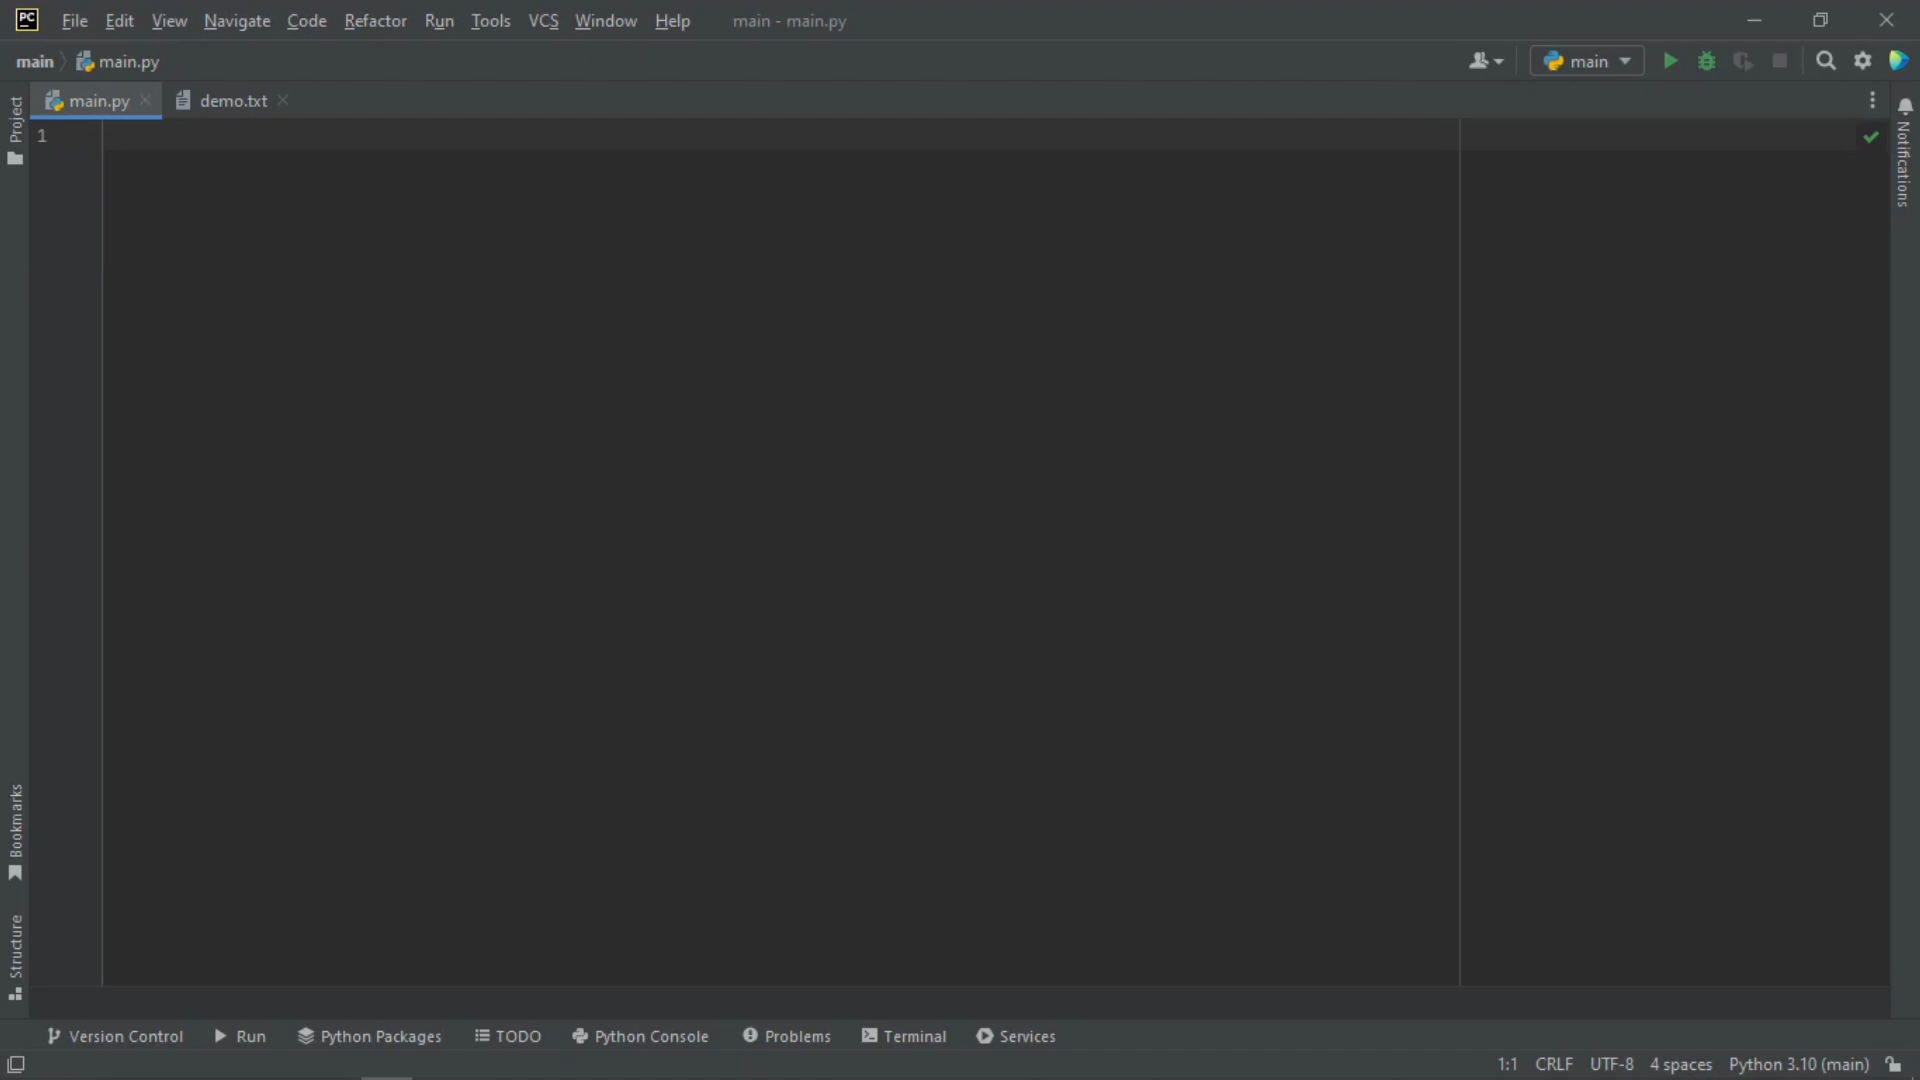 PC File Edit View Navigate Code Refactor Run Tools VCS Window Help main - main.py
main main.py main
Project main.py demo.txt
1
Notifications
Bookmarks
Structure
Version Control Run Python Packages TODO Python Console Problems Terminal Services
1:1 CRLF UTF-8 4 spaces Python 3.10 (main)